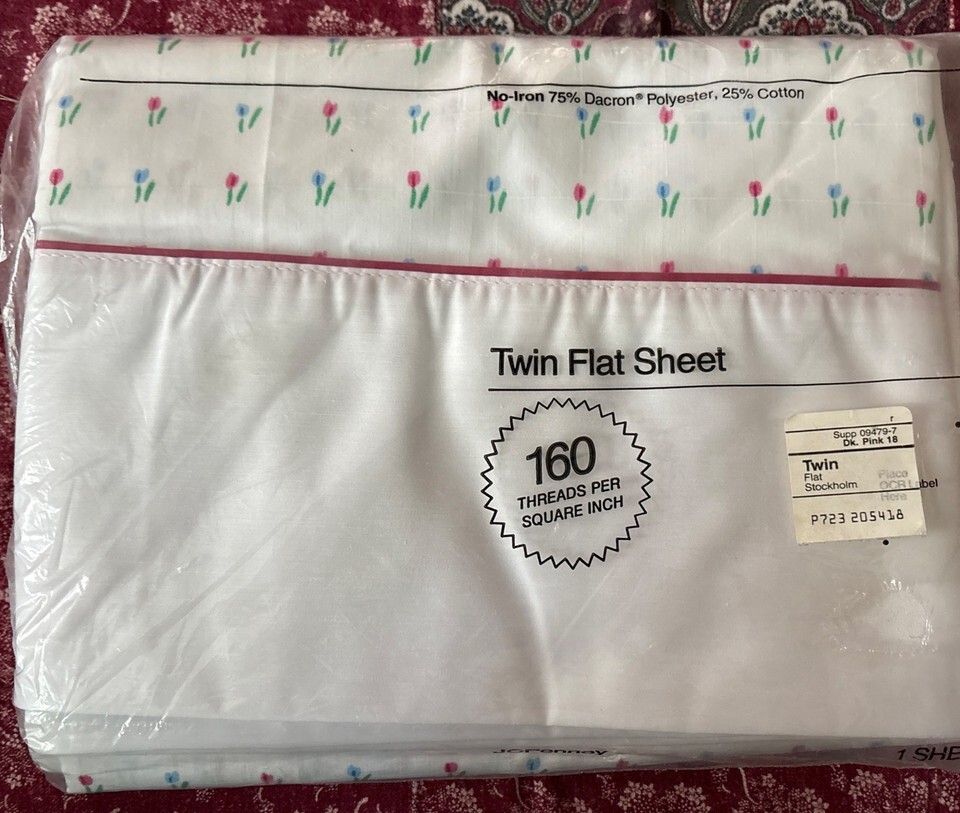 No-Iron 75% Dacron® Polyester, 25% Cotton
Twin Flat Sheet
160
THREADS PER
SQUARE INCH
r
Supp 09479-7
Dk. Pink 18
Twin
Flat
Stockholm
Place
OCR Label
Here
P723 205418
JCPenney
1 SHE